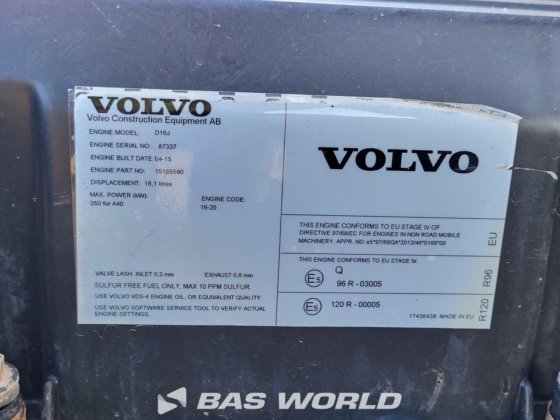 VOLVO
Volvo Construction Equipment AB
ENGINE MODEL: D16J
ENGINE SERIAL NO: 87337
ENGINE BUILT DATE:04-15
ENGINE PART NO: 15185590
DISPLACEMENT: 16,1 litres
MAX. POWER (kW): ENGINE CODE:
350 for A40 16-20
VALVE LASH: INLET 0,3 mm EXHAUST 0,6 mm
SULFUR FREE FUEL ONLY, MAX 10 PPM SULFUR.
USE VOLVO VDS-4 ENGINE OIL, OR EQUIVALENT QUALITY.
USE VOLVO SOFTWARE SERVICE TOOL TO VERIFY ACTUAL
ENGINE SETTINGS.
VOLVO
THIS ENGINE CONFORMS TO EU STAGE IV OF
DIRECTIVE 97/68/EC FOR ENGINES IN NON ROAD MOBILE
MACHINERY. APPR. NO: e5*97/68QA*2012/46*0169*00
EU
THIS ENGINE CONFORMS TO EU STAGE IV.
E5 Q
96 R - 03005
R96
E5 120 R - 00005
17436438 MADE IN EU
R120
BAS WORLD